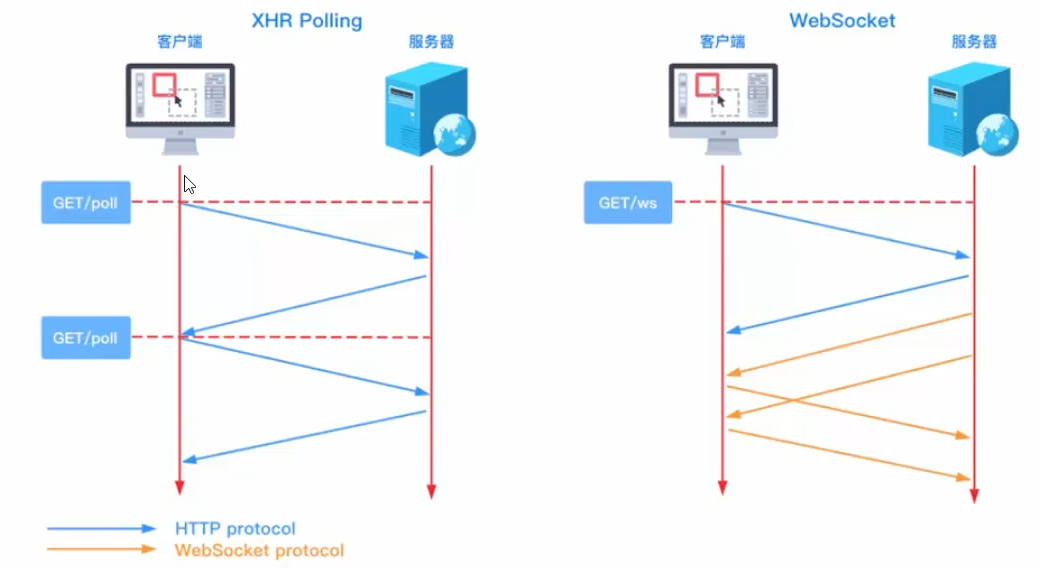 XHR Polling
客户端
服务器
GET/poll
GET/poll
WebSocket
客户端
服务器
GET/ws
HTTP protocol
WebSocket protocol